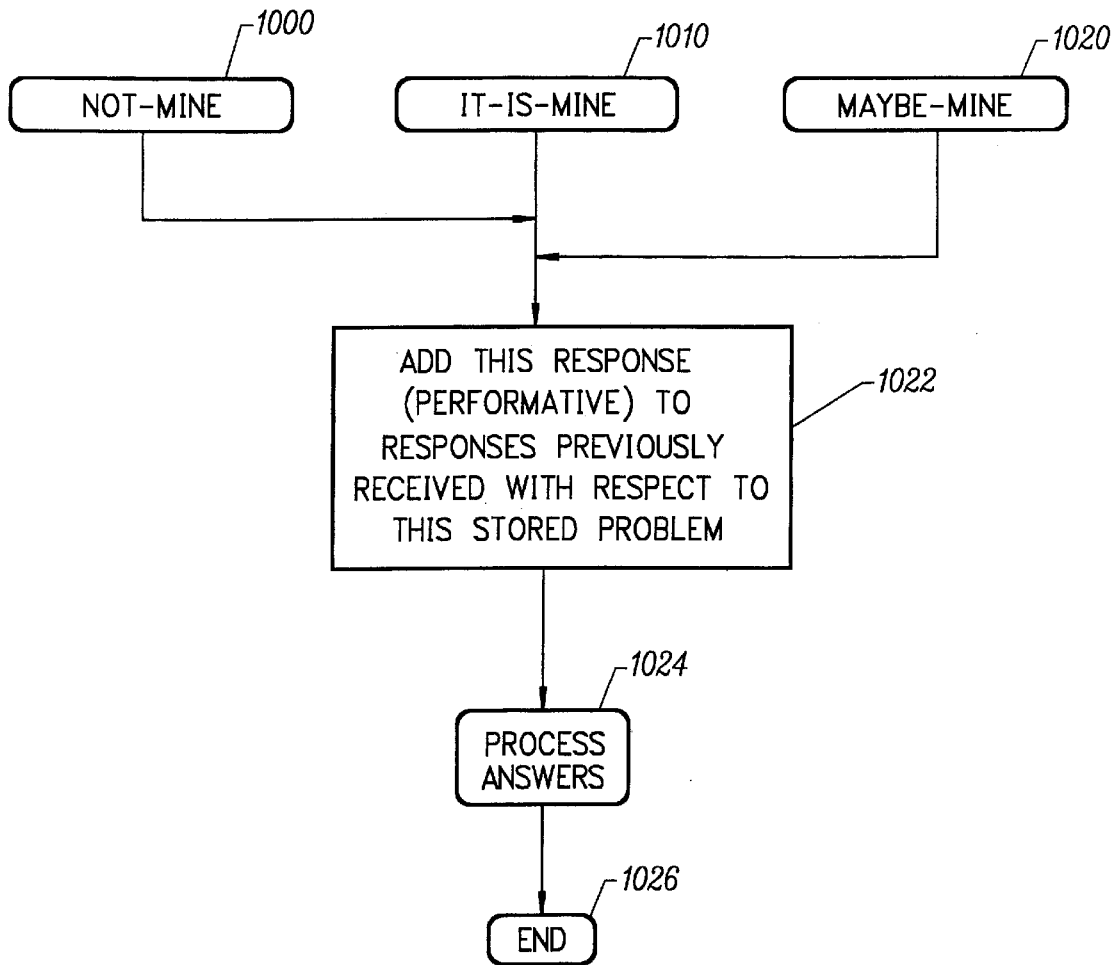 1000
1010
1020
NOT-MINE
IT-IS-MINE
MAYBE-MINE
ADD THIS RESPONSE
(PERFORMATIVE) TO
RESPONSES PREVIOUSLY
RECEIVED WITH RESPECT TO
THIS STORED PROBLEM
1022
1024
PROCESS
ANSWERS
1026
END